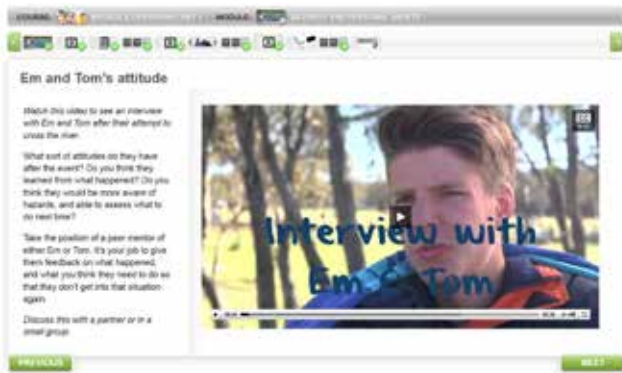 COURSE:
MODULE:
Em and Tom's attitude
Watch this video to see an interview
with Em and Tom after their attempt to
cross the river.
What sort of attitudes do they have
after the event? Do you think they
learned from what happened? Do you
think they would be more aware of
hazards, and able to assess what to
do next time?
Take the position of a peer mentor of
either Em or Tom. It's your job to give
them feedback on what happened,
and what you think they need to do so
that they don't get into that situation
again.
Discuss this with a partner or in a
small group.
Interview with
Em & Tom
PREVIOUS
NEXT